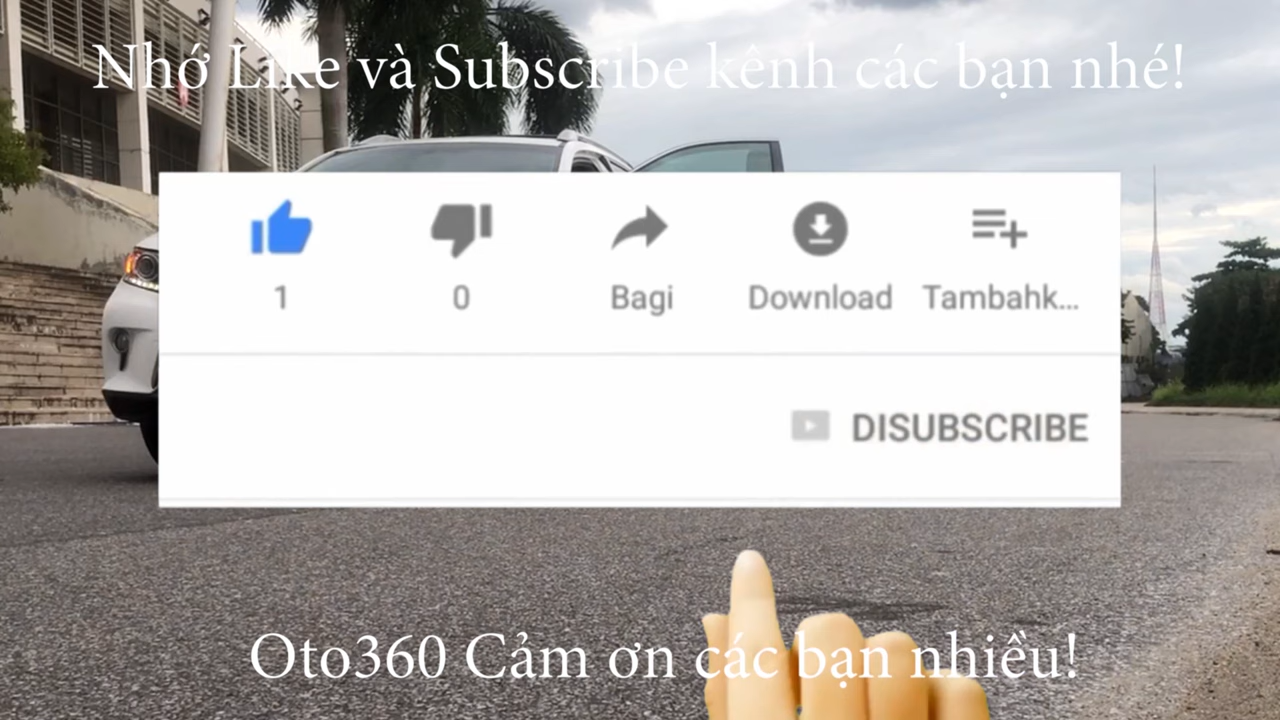 Nhớ Like và Subscribe kênh các bạn nhé!
1 0 Bagi Download Tambahk...
DISUBSCRIBE
Oto360 Cảm ơn các bạn nhiều!